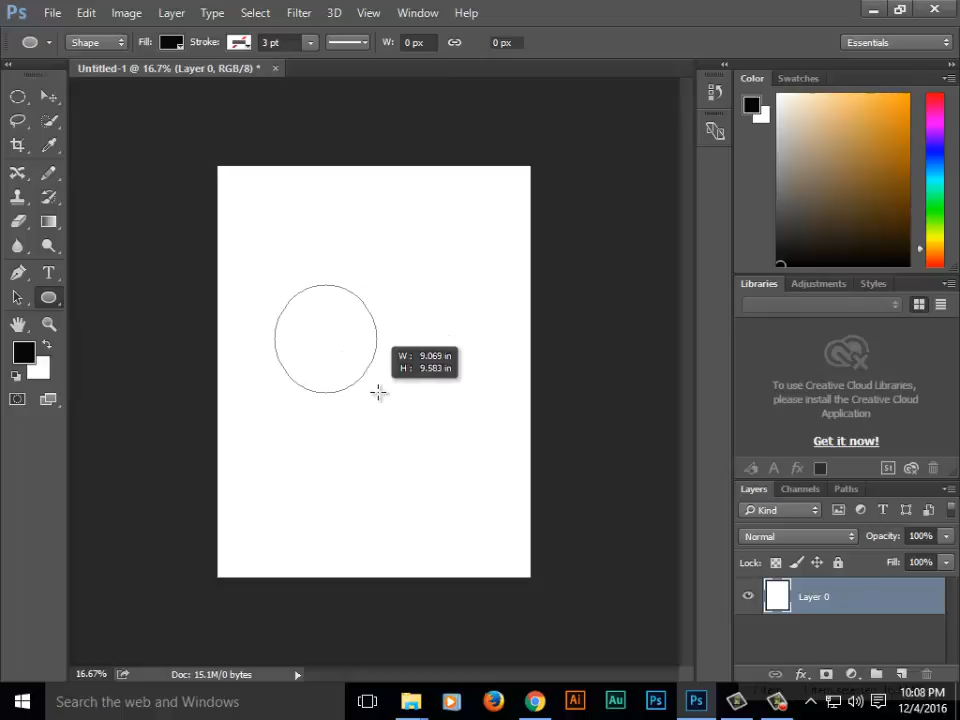 Ps File Edit Image Layer Type Select Filter 3D View Window Help
Shape Fill: Stroke: 3 pt W: 0 px 0 px Essentials
Untitled-1 @ 16.7% (Layer 0, RGB/8) * ×
Color Swatches
W : 9.069 in
H : 9.583 in
Libraries Adjustments Styles
To use Creative Cloud Libraries,
please install the Creative Cloud
Application
Get it now!
Layers Channels Paths
Kind
Normal Opacity: 100%
Lock: Fill: 100%
Layer 0
16.67% Doc: 15.1M/0 bytes
Search the web and Windows Ai Au Ps Ps 10:08 PM
12/4/2016